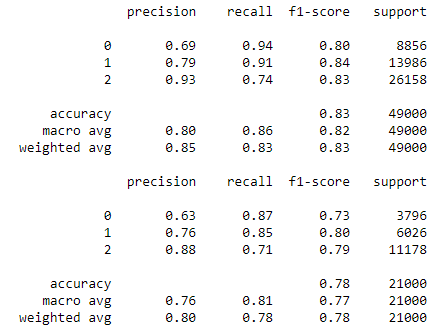 precision recall f1-score support
0 0.69 0.94 0.80 8856
1 0.79 0.91 0.84 13986
2 0.93 0.74 0.83 26158
accuracy 0.83 49000
macro avg 0.80 0.86 0.82 49000
weighted avg 0.85 0.83 0.83 49000
precision recall f1-score support
0 0.63 0.87 0.73 3796
1 0.76 0.85 0.80 6026
2 0.88 0.71 0.79 11178
accuracy 0.78 21000
macro avg 0.76 0.81 0.77 21000
weighted avg 0.80 0.78 0.78 21000